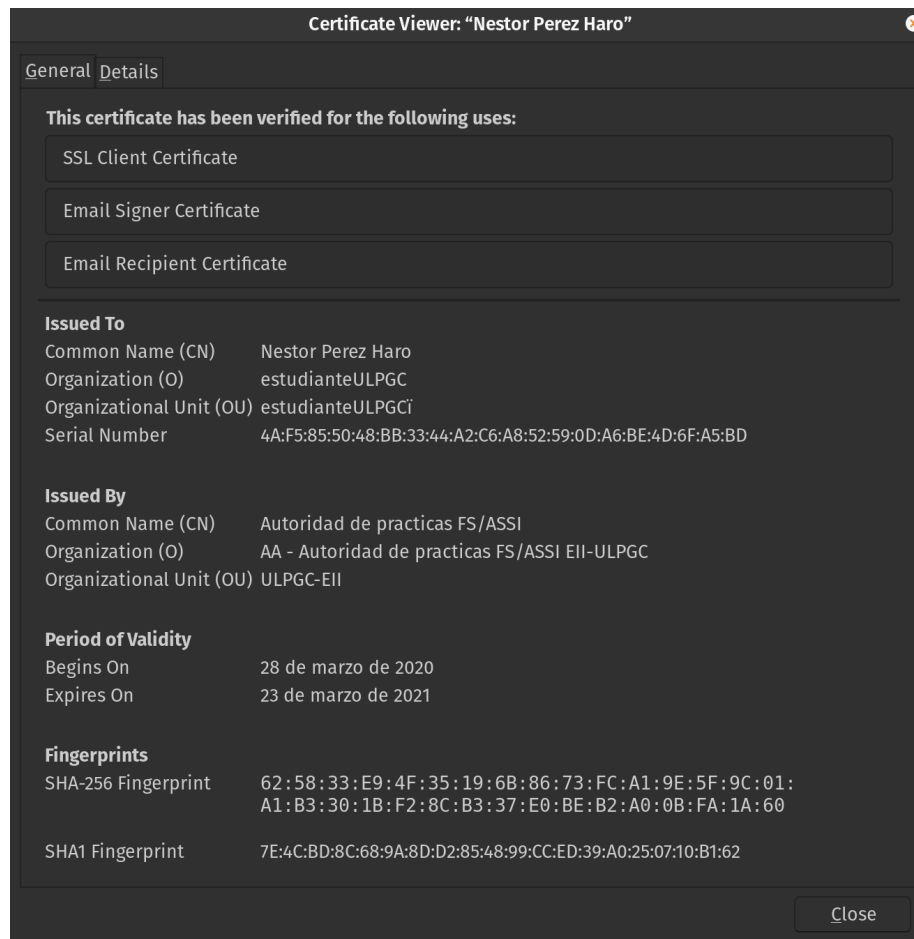 Certificate Viewer: “Nestor Perez Haro”
General Details
This certificate has been verified for the following uses:
SSL Client Certificate
Email Signer Certificate
Email Recipient Certificate
Issued To
Common Name (CN) Nestor Perez Haro
Organization (O) estudianteULPGC
Organizational Unit (OU) estudianteULPGCï
Serial Number 4A:F5:85:50:48:BB:33:44:A2:C6:A8:52:59:0D:A6:BE:4D:6F:A5:BD
Issued By
Common Name (CN) Autoridad de practicas FS/ASSI
Organization (O) AA - Autoridad de practicas FS/ASSI EII-ULPGC
Organizational Unit (OU) ULPGC-EII
Period of Validity
Begins On 28 de marzo de 2020
Expires On 23 de marzo de 2021
Fingerprints
SHA-256 Fingerprint 62:58:33:E9:4F:35:19:6B:86:73:FC:A1:9E:5F:9C:01:
A1:B3:30:1B:F2:8C:B3:37:E0:BE:B2:A0:0B:FA:1A:60
SHA1 Fingerprint 7E:4C:BD:8C:68:9A:8D:D2:85:48:99:CC:ED:39:A0:25:07:10:B1:62
Close